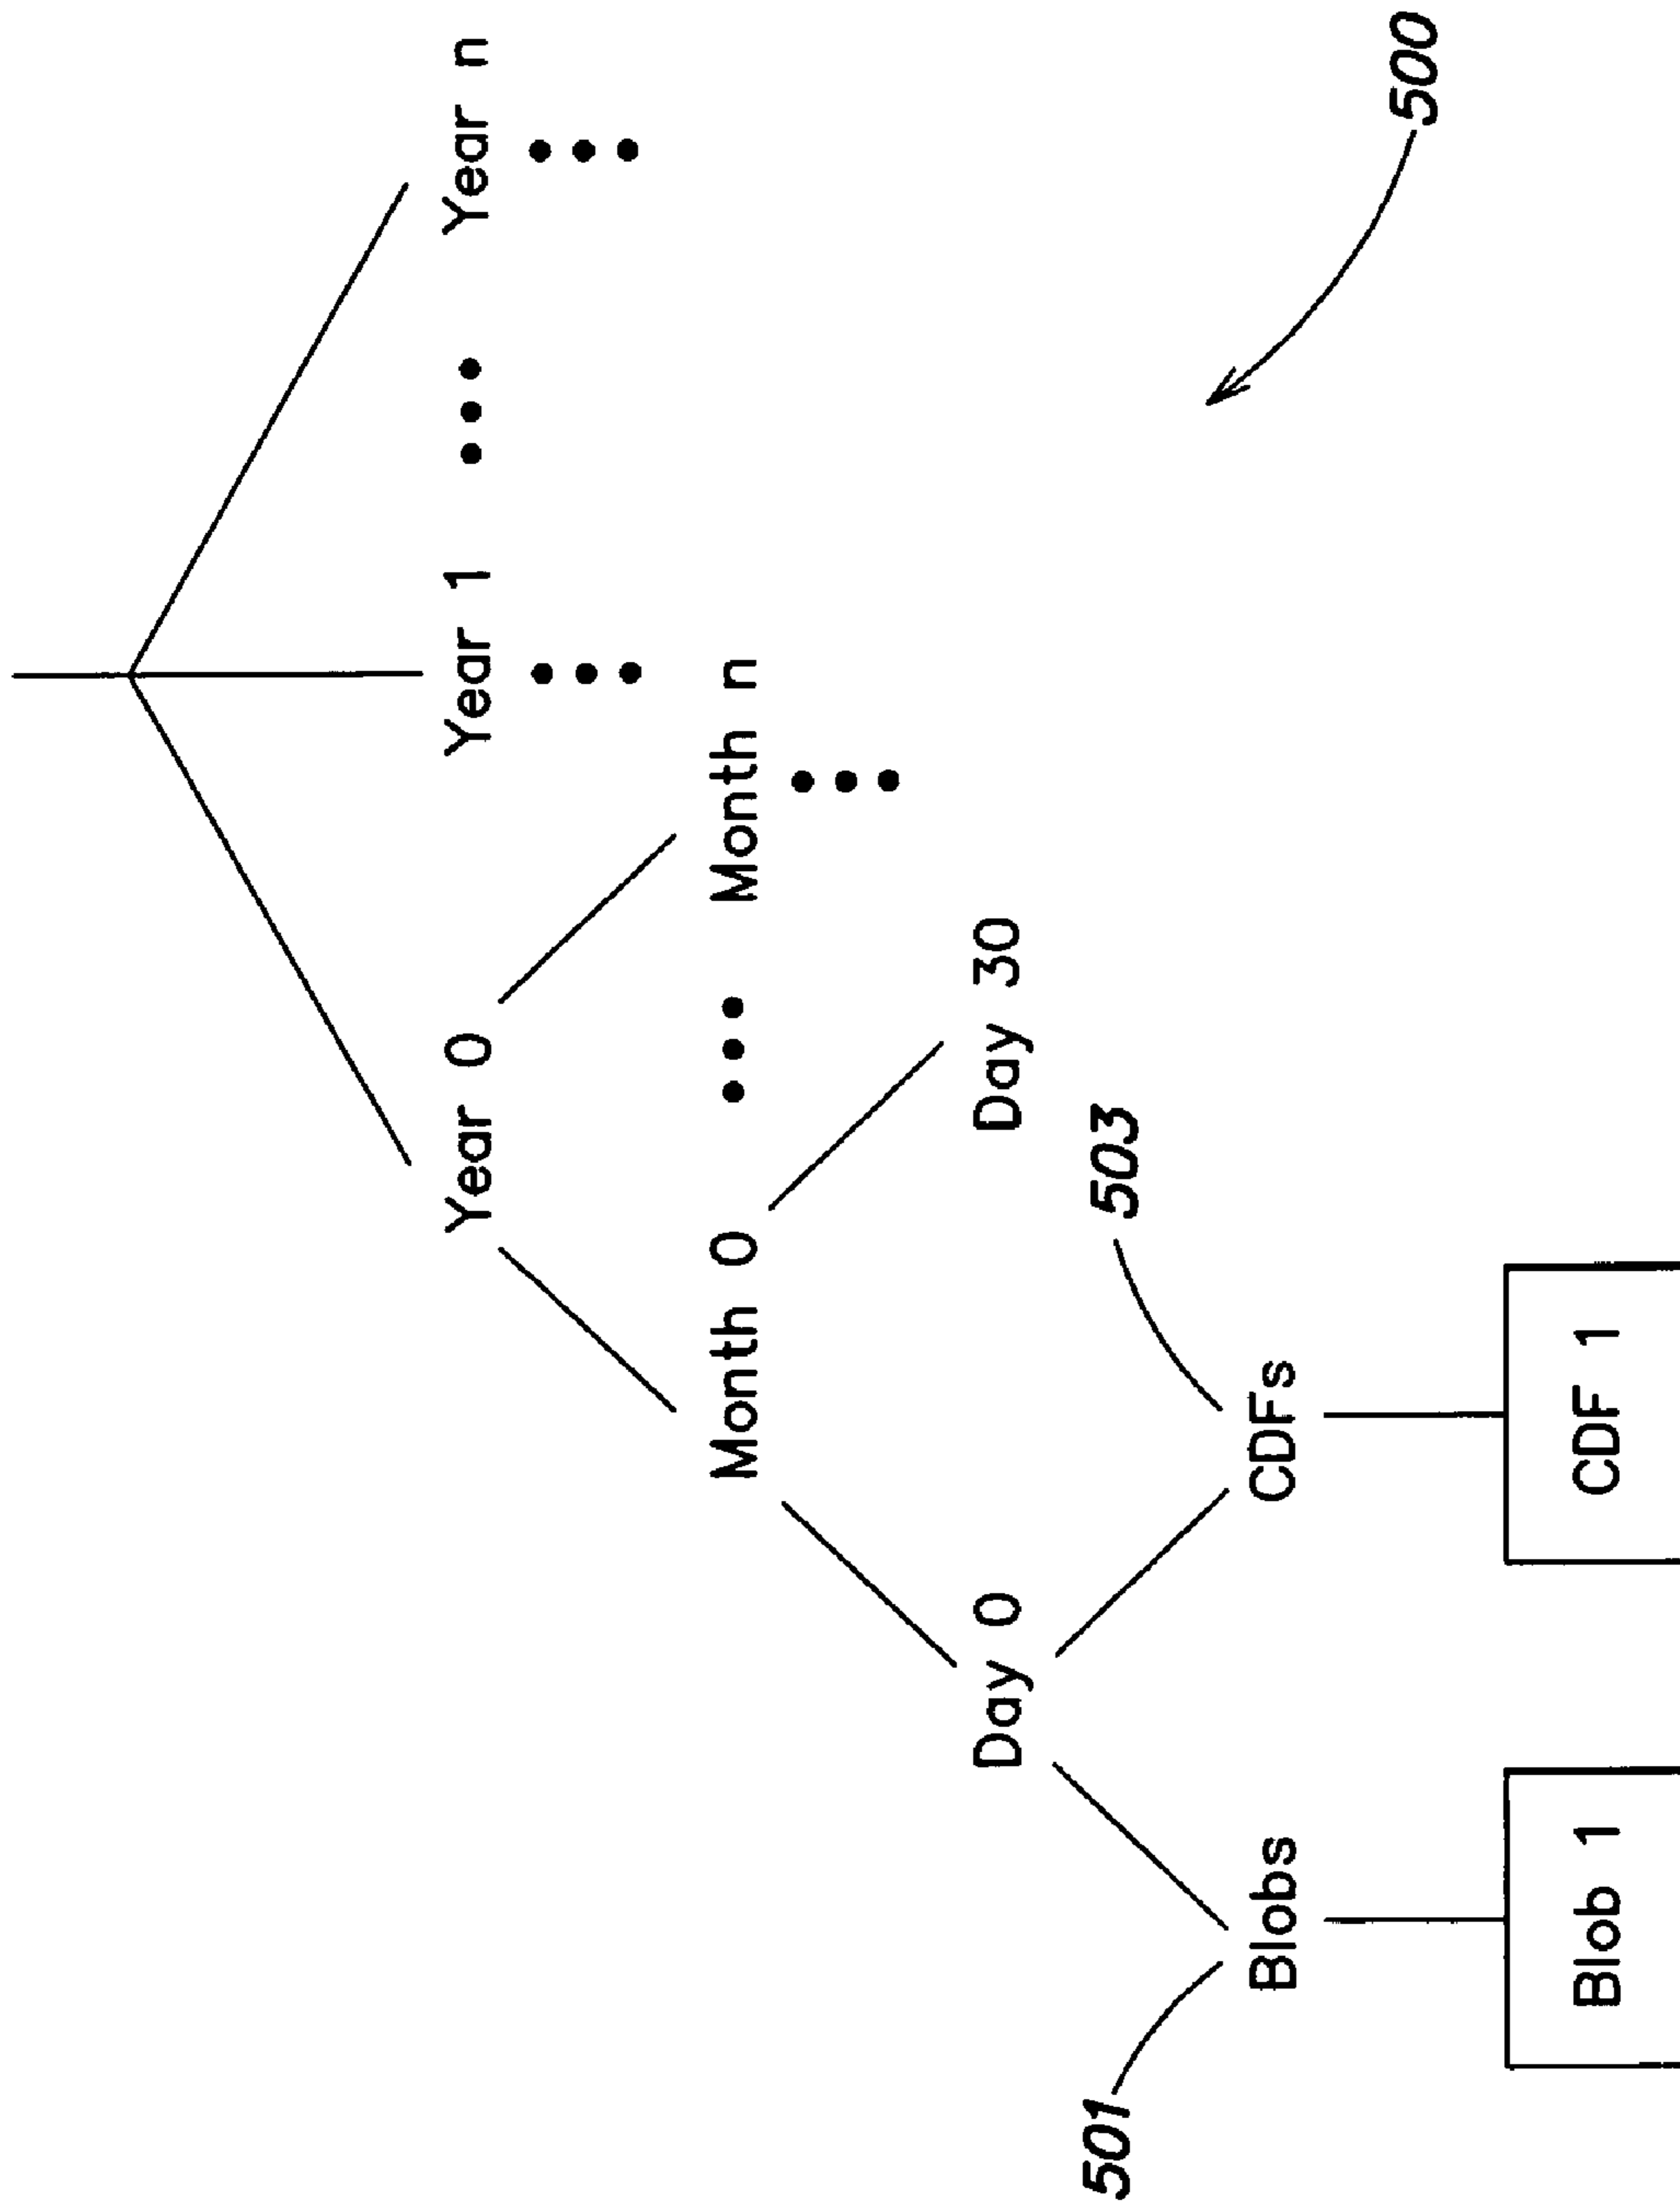 Year 0 Year 1 ••• Year n
Month 0 ••• Month n
Day 0 Day 30
501 503
Blobs CDFs
500
Blob 1 CDF 1